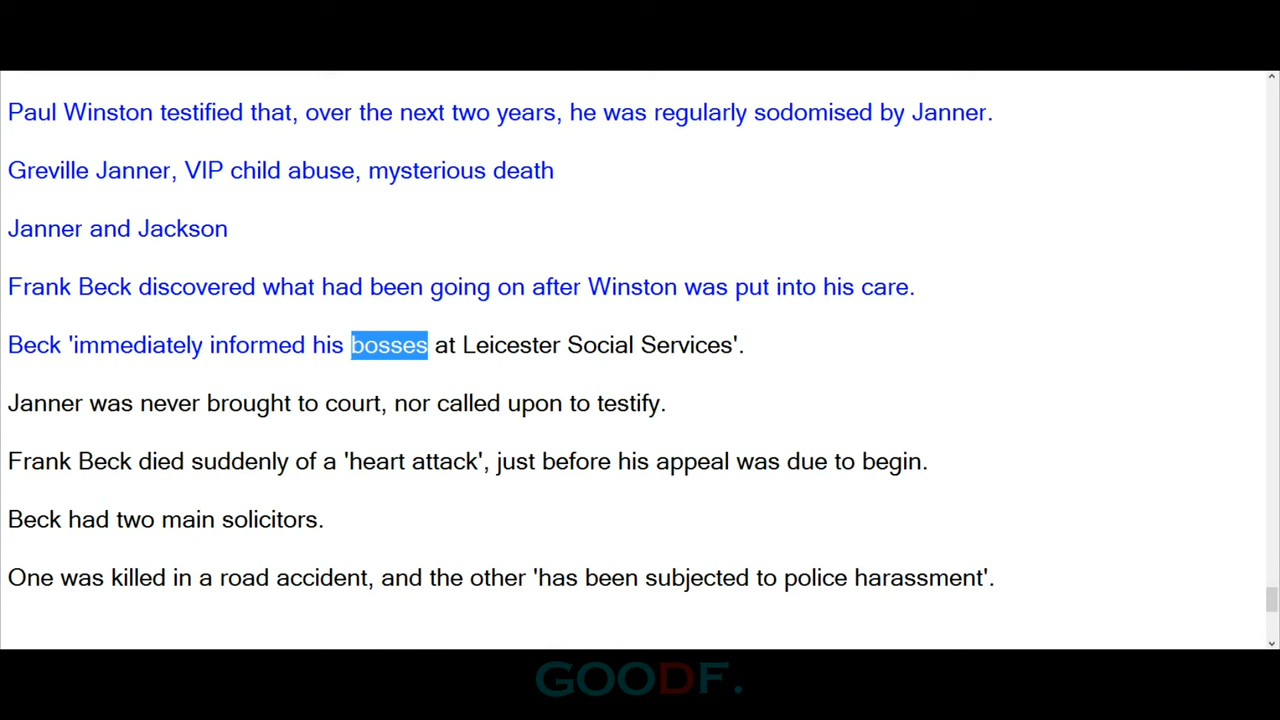 Paul Winston testified that, over the next two years, he was regularly sodomised by Janner.
Greville Janner, VIP child abuse, mysterious death
Janner and Jackson
Frank Beck discovered what had been going on after Winston was put into his care.
Beck 'immediately informed his bosses at Leicester Social Services'.
Janner was never brought to court, nor called upon to testify.
Frank Beck died suddenly of a 'heart attack', just before his appeal was due to begin.
Beck had two main solicitors.
One was killed in a road accident, and the other 'has been subjected to police harassment'.
GOODF.